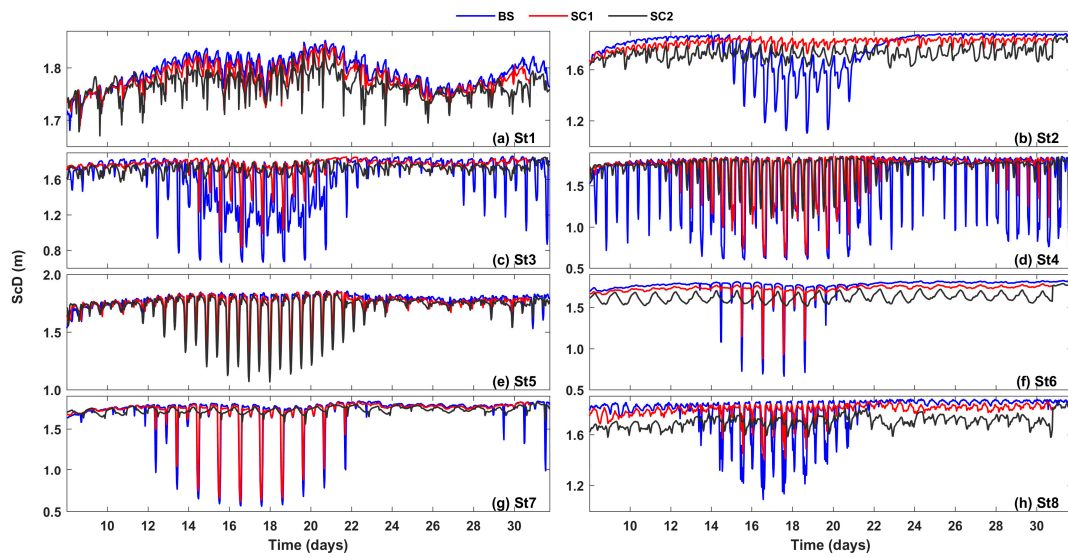 BS SC1 SC2
1.8
1.7
(a) St1
1.6
1.2
(b) St2
1.6
1.2
0.8
(c) St3
1.5
1.0
0.5
(d) St4
ScD (m)
2.0
1.5
1.0
(e) St5
1.5
1.0
0.5
(f) St6
1.5
1.0
0.5
(g) St7
1.6
1.2
(h) St8
10 12 14 16 18 20 22 24 26 28 30
10 12 14 16 18 20 22 24 26 28 30
Time (days)
Time (days)